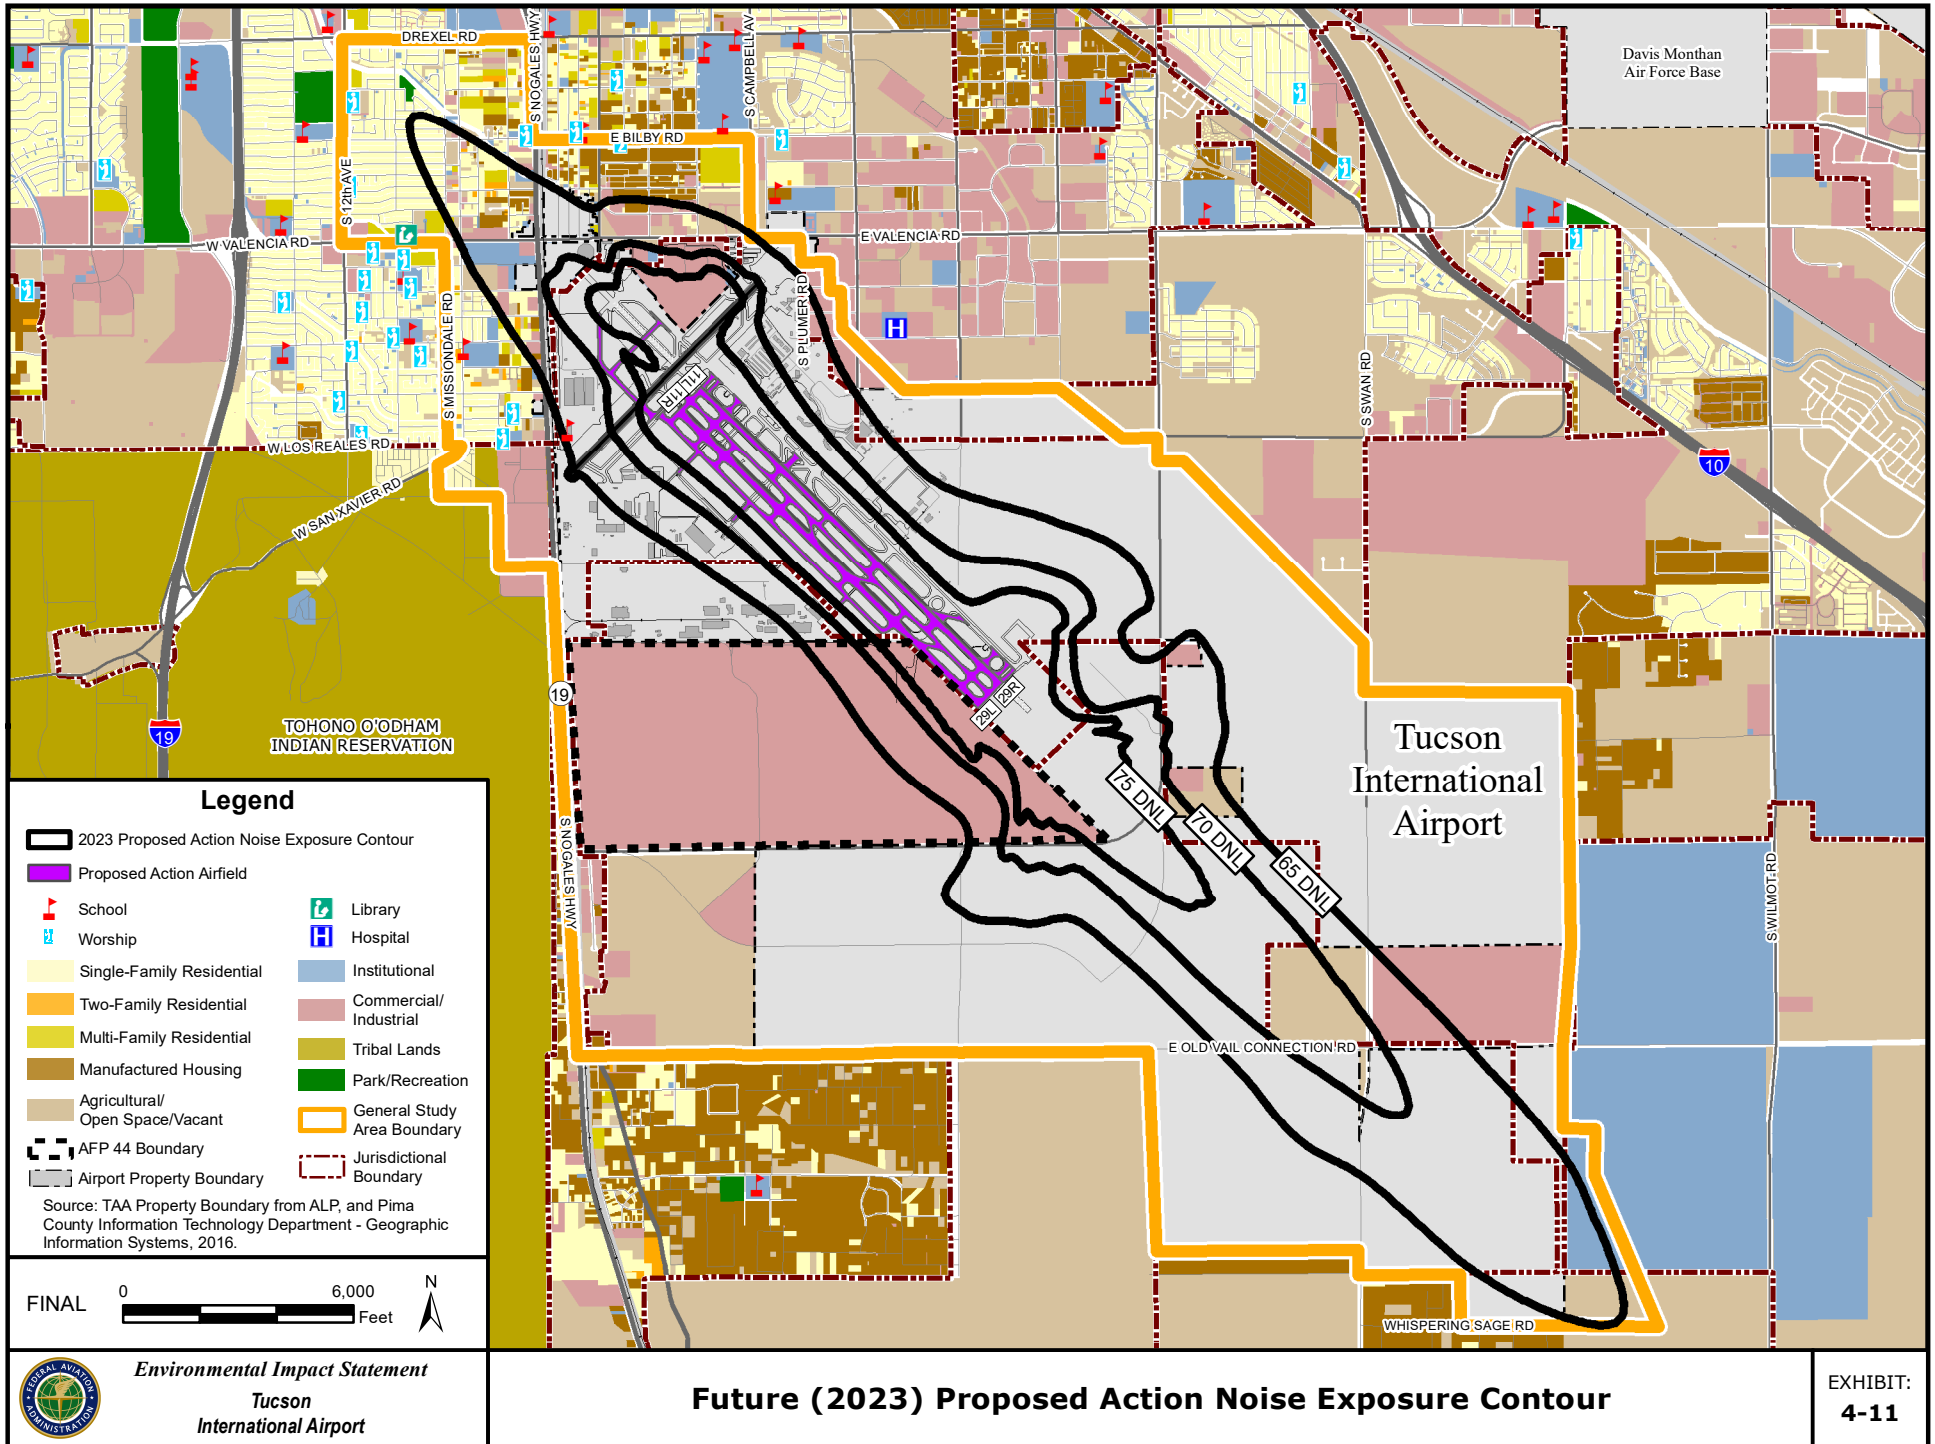 DREXEL RD
S NOGALES HWY
S CAMPBELL AV
Davis Monthan
Air Force Base
E BILBY RD
S 12th AVE
W VALENCIA RD
E VALENCIA RD
S MISSIONDALE RD
S PLUMER RD
S SWAN RD
11L
11R
W LOS REALES RD
W SAN XAVIER RD
10
19
19
TOHONO O'ODHAM
INDIAN RESERVATION
29L
29R
Tucson
International
Airport
75 DNL
70 DNL
65 DNL
S NOGALES HWY
S WILMOT RD
E OLD VAIL CONNECTION RD
WHISPERING SAGE RD
Legend
2023 Proposed Action Noise Exposure Contour
Proposed Action Airfield
School
Library
Worship
H
Hospital
Single-Family Residential
Institutional
Two-Family Residential
Commercial/
Industrial
Multi-Family Residential
Tribal Lands
Manufactured Housing
Park/Recreation
Agricultural/
Open Space/Vacant
General Study
Area Boundary
AFP 44 Boundary
Jurisdictional
Boundary
Airport Property Boundary
Source: TAA Property Boundary from ALP, and Pima
County Information Technology Department - Geographic
Information Systems, 2016.
FINAL
0
6,000
Feet
N
H
FEDERAL AVIATION
ADMINISTRATION
Environmental Impact Statement
Tucson
International Airport
Future (2023) Proposed Action Noise Exposure Contour
EXHIBIT:
4-11